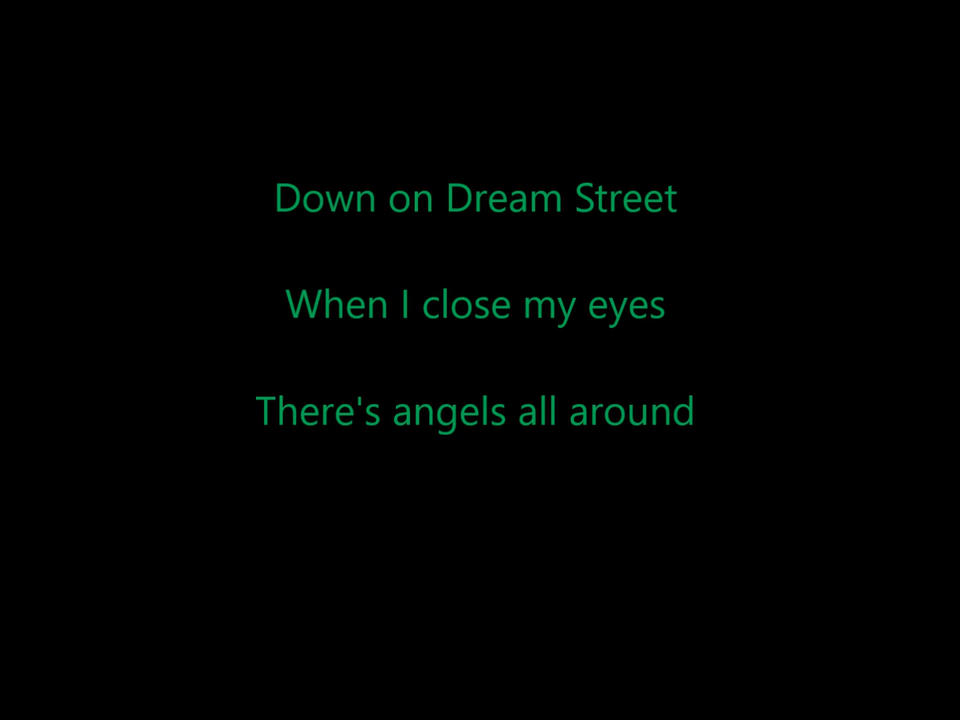 Down on Dream Street
When I close my eyes
There's angels all around